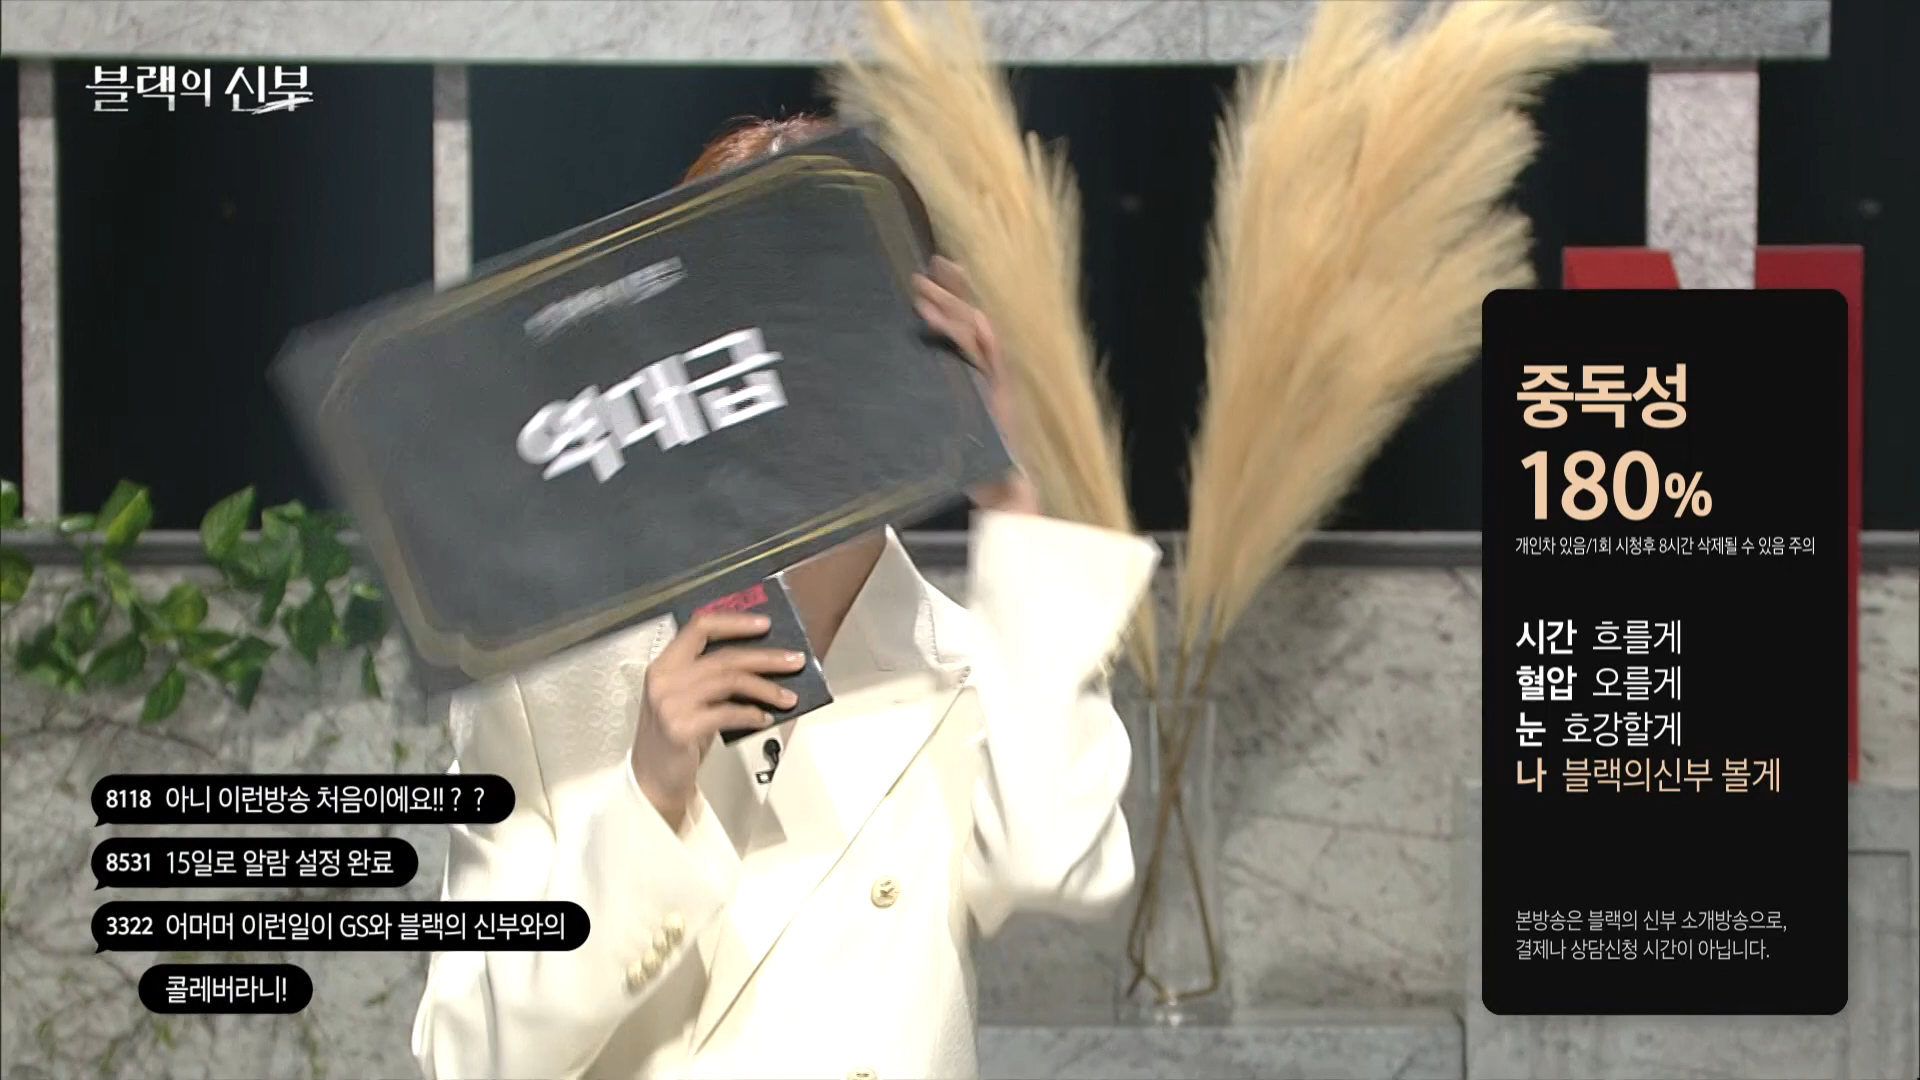 블랙의 신부
역대급
중독성
180%
개인차 있음/1회 시청후 8시간 삭제될 수 있음 주의
시간 흐를게
혈압 오를게
눈 호강할게
나 블랙의신부 볼게
본방송은 블랙의 신부 소개방송으로,
결제나 상담신청 시간이 아닙니다.
8118 아니 이런방송 처음이에요!! ? ?
8531 15일로 알람 설정 완료
3322 어머머 이런일이 GS와 블랙의 신부와의
콜레버라니!